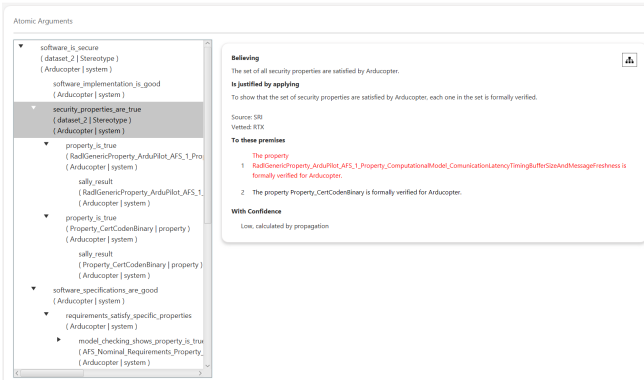 Atomic Arguments
software_is_secure
( dataset_2 | Stereotype )
( Arducopter | system )
software_implementation_is_good
( Arducopter | system )
security_properties_are_true
( dataset_2 | Stereotype )
( Arducopter | system )
property_is_true
( RadlGenericProperty_ArduPilot_AFS_1_Pro
sally_result
( RadlGenericProperty_ArduPilot_AFS_1_
( Arducopter | system )
property_is_true
( Property_CertCodenBinary | property )
( Arducopter | system )
sally_result
( Property_CertCodenBinary | property )
( Arducopter | system )
software_specifications_are_good
( Arducopter | system )
requirements_satisfy_specific_properties
( Arducopter | system )
model_checking_shows_property_is_true
( AFS_Nominal_Requirements_Property_
( Arducopter | system )
Believing
The set of all security properties are satisfied by Arducopter.
Is justified by applying
To show that the set of security properties are satisfied by Arducopter, each one in the set is formally verified.
Source: SRI
Vetted: RTX
To these premises
The property
1 RadlGenericProperty_ArduPilot_AFS_1_Property_ComputationalModel_ComunicationLatencyTimingBufferSizeAndMessageFreshness is
formally verified for Arducopter.
2 The property Property_CertCodenBinary is formally verified for Arducopter.
With Confidence
Low, calculated by propagation